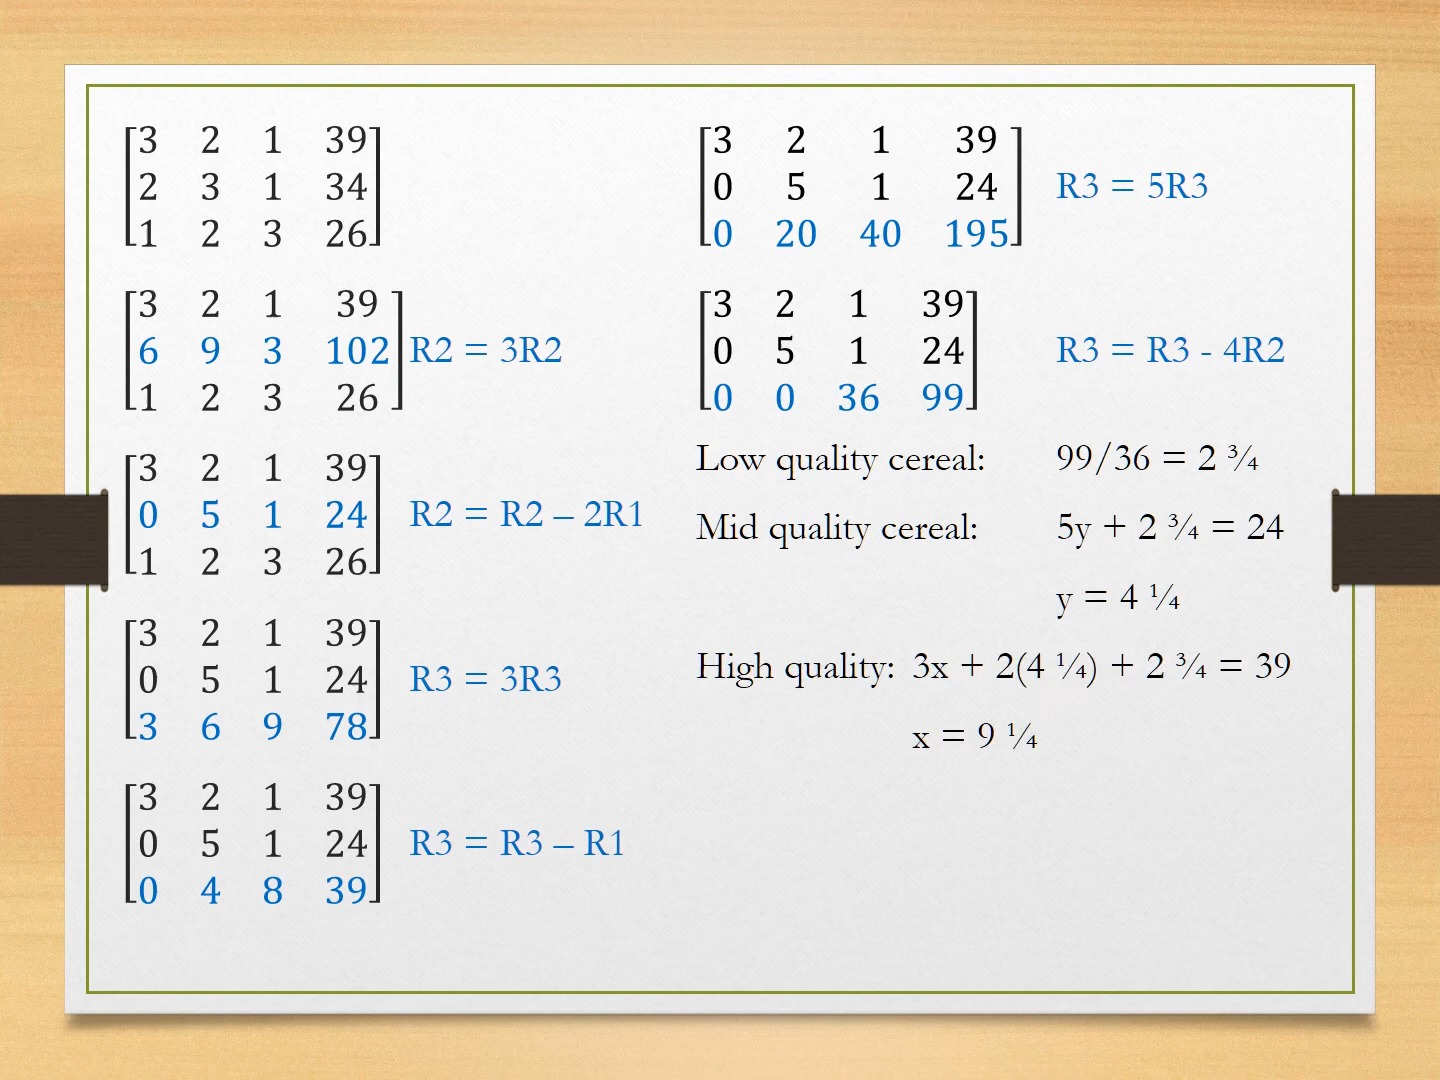 3 2 1 39
2 3 1 34
1 2 3 26
3 2 1 39
6 9 3 102 R2 = 3R2
1 2 3 26
3 2 1 39
0 5 1 24 R2 = R2 – 2R1
1 2 3 26
3 2 1 39
0 5 1 24 R3 = 3R3
3 6 9 78
3 2 1 39
0 5 1 24 R3 = R3 – R1
0 4 8 39
3 2 1 39
0 5 1 24 R3 = 5R3
0 20 40 195
3 2 1 39
0 5 1 24 R3 = R3 - 4R2
0 0 36 99
Low quality cereal: 99/36 = 2 ¾
Mid quality cereal: 5y + 2 ¾ = 24
y = 4 ¼
High quality: 3x + 2(4 ¼) + 2 ¾ = 39
x = 9 ¼